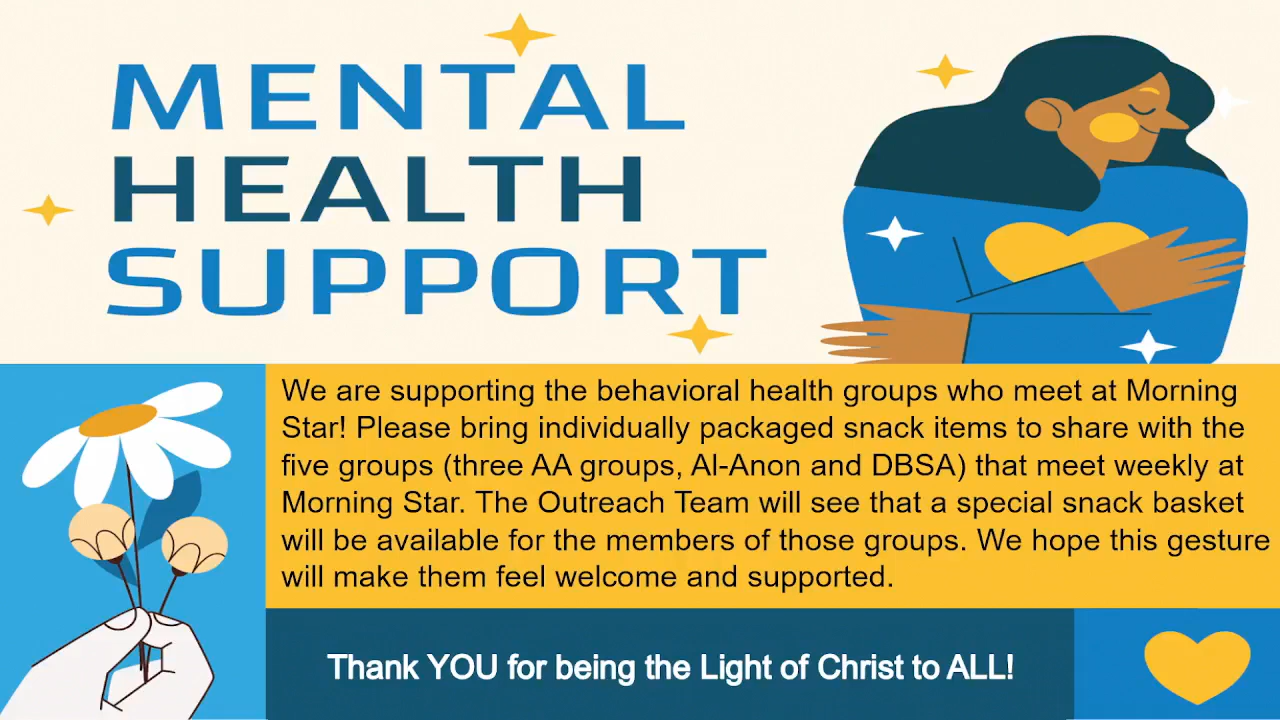 MENTAL
HEALTH
SUPPORT
We are supporting the behavioral health groups who meet at Morning
Star! Please bring individually packaged snack items to share with the
five groups (three AA groups, Al-Anon and DBSA) that meet weekly at
Morning Star. The Outreach Team will see that a special snack basket
will be available for the members of those groups. We hope this gesture
will make them feel welcome and supported.
Thank YOU for being the Light of Christ to ALL!